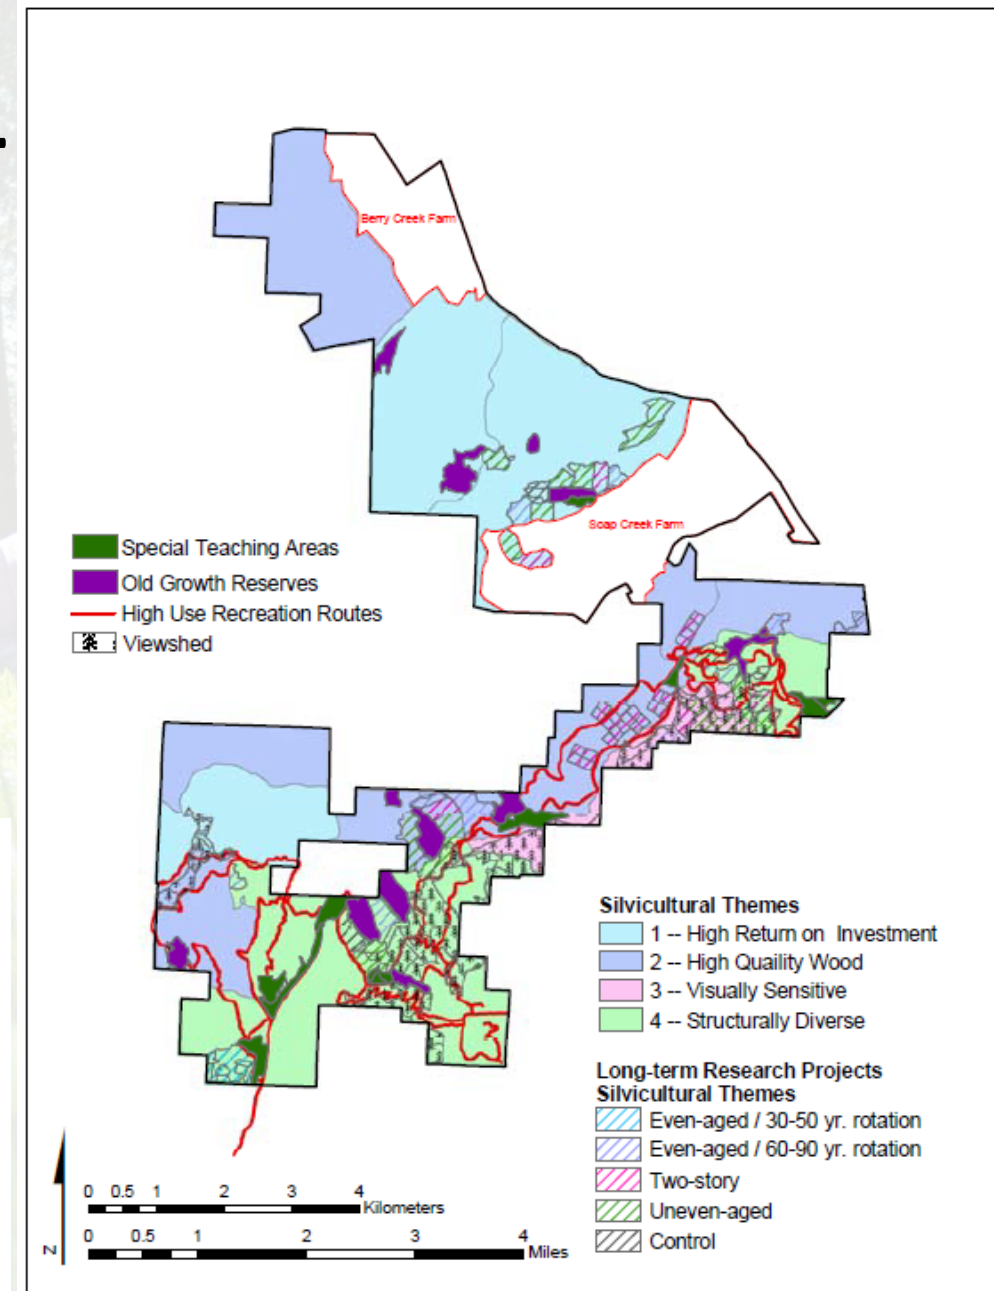 Berry Creek Farm
Soap Creek Farm
Special Teaching Areas
Old Growth Reserves
High Use Recreation Routes
Viewshed
Silvicultural Themes
1 -- High Return on Investment
2 -- High Quaility Wood
3 -- Visually Sensitive
4 -- Structurally Diverse
Long-term Research Projects
Silvicultural Themes
Even-aged / 30-50 yr. rotation
Even-aged / 60-90 yr. rotation
Two-story
Uneven-aged
Control
0 0.5 1 2 3 4
Kilometers
0 0.5 1 2 3 4
Miles
N